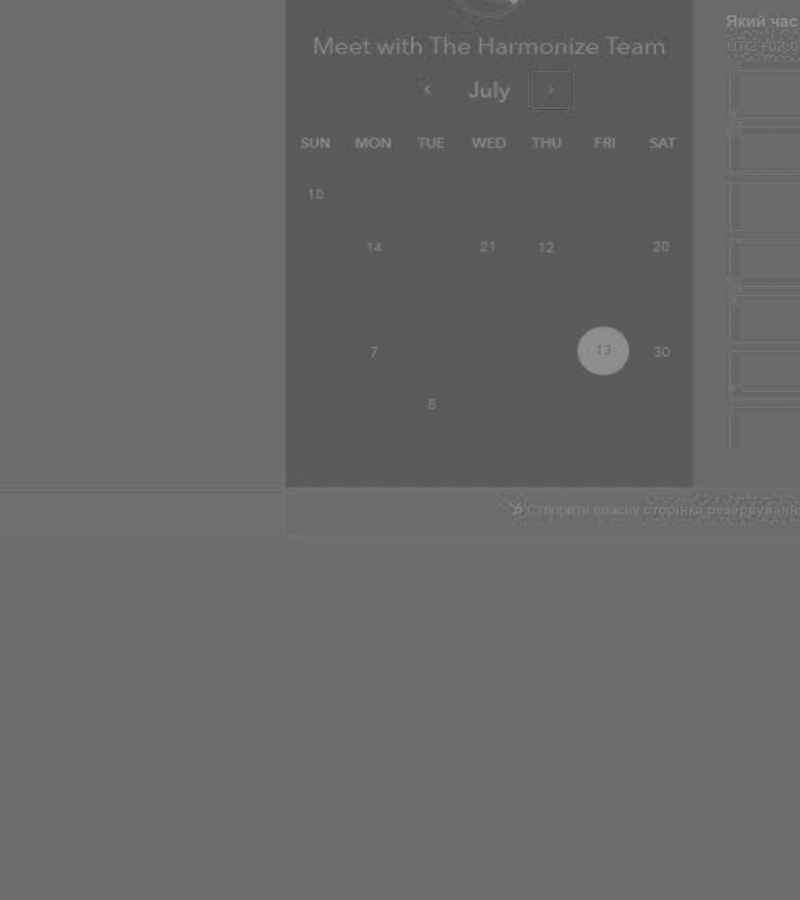 Який час
UTC +03:0
Meet with The Harmonize Team
‹ July ›
SUN MON TUE WED THU FRI SAT
10
14 21 12 20
7 13 30
8
Створити власну сторінка резервуванн